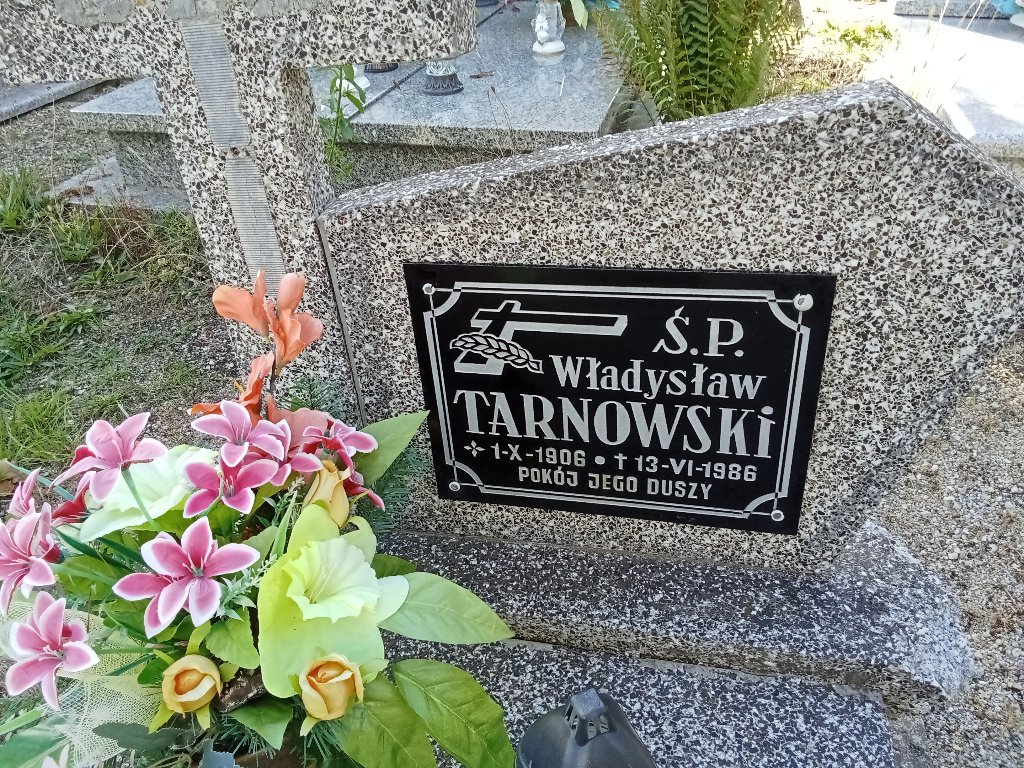 Ś.P.
Władysław
TARNOWSKi
1-X-1906 • † 13-VI-1986
POKÓJ JEGO DUSZY